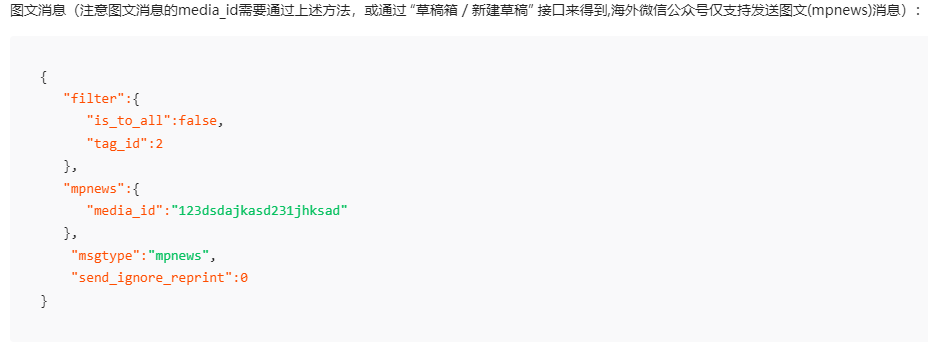 图文消息（注意图文消息的media_id需要通过上述方法，或通过 “草稿箱 / 新建草稿” 接口来得到,海外微信公众号仅支持发送图文(mpnews)消息）：
{
   "filter":{
      "is_to_all":false,
      "tag_id":2
   },
   "mpnews":{
      "media_id":"123dsdajkasd231jhksad"
   },
    "msgtype":"mpnews",
    "send_ignore_reprint":0
}